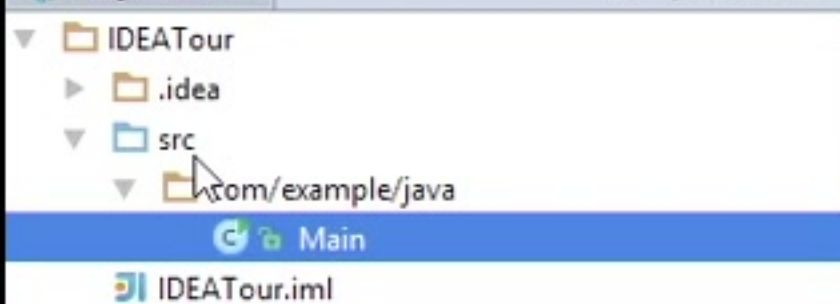 IDEATour
.idea
src
com/example/java
Main
IDEATour.iml